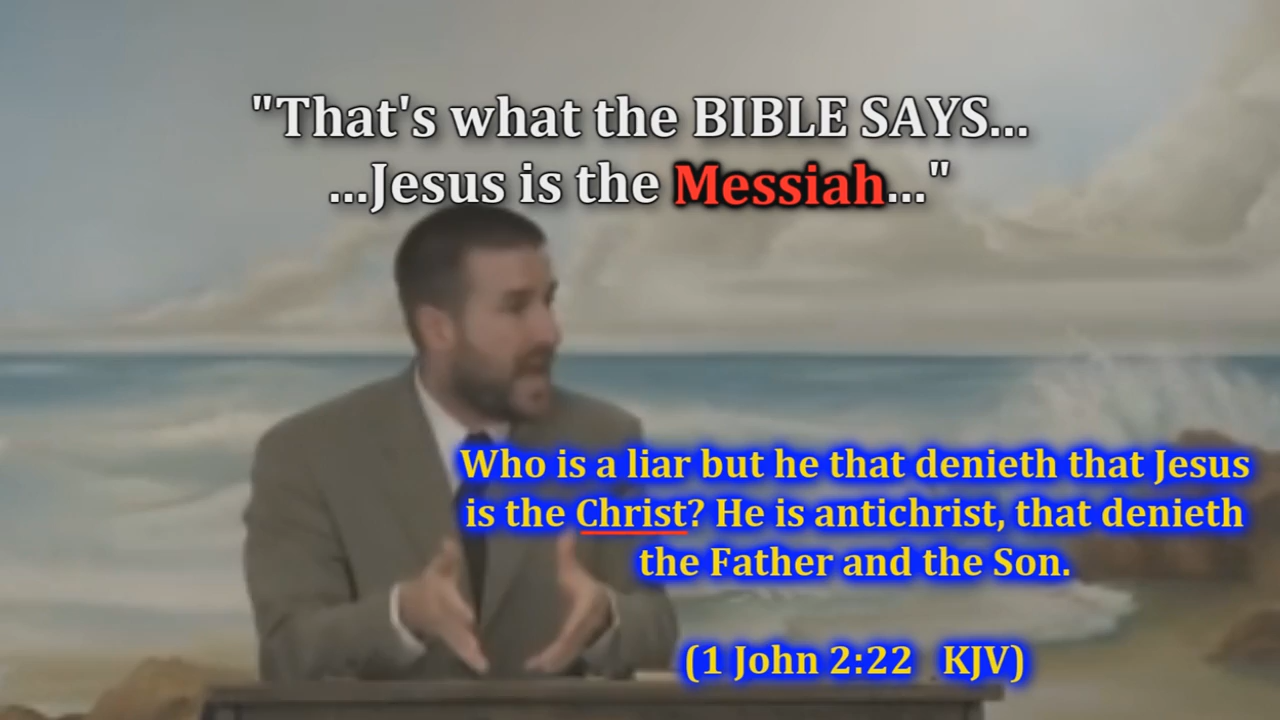 "That's what the BIBLE SAYS...
...Jesus is the Messiah..."
Who is a liar but he that denieth that Jesus
is the Christ? He is antichrist, that denieth
the Father and the Son.
(1 John 2:22 KJV)